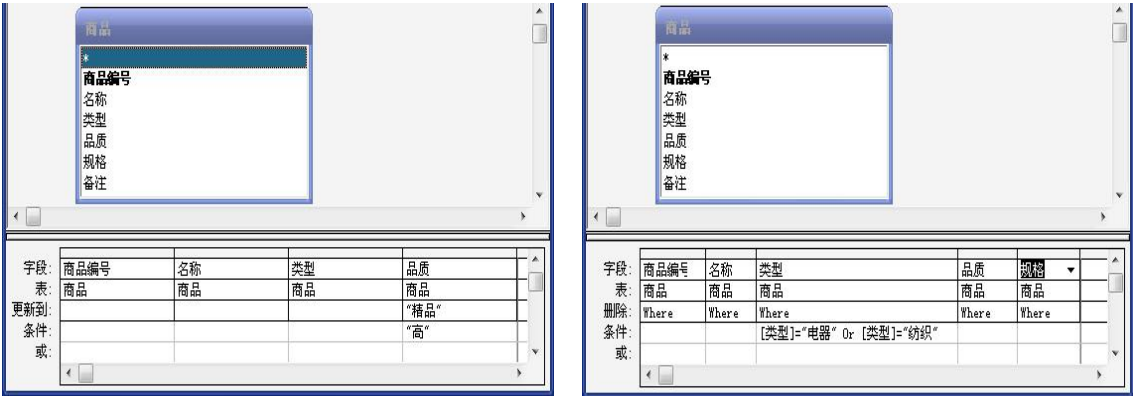 商品
*
商品编号
名称
类型
品质
规格
备注
字段: 商品编号 名称 类型 品质
表: 商品 商品 商品 商品
更新到: "精品"
条件: "高"
或:
商品
*
商品编号
名称
类型
品质
规格
备注
字段: 商品编号 名称 类型 品质 规格
表: 商品 商品 商品 商品 商品
删除: Where Where Where Where Where
条件: [类型]="电器" Or [类型]="纺织"
或: